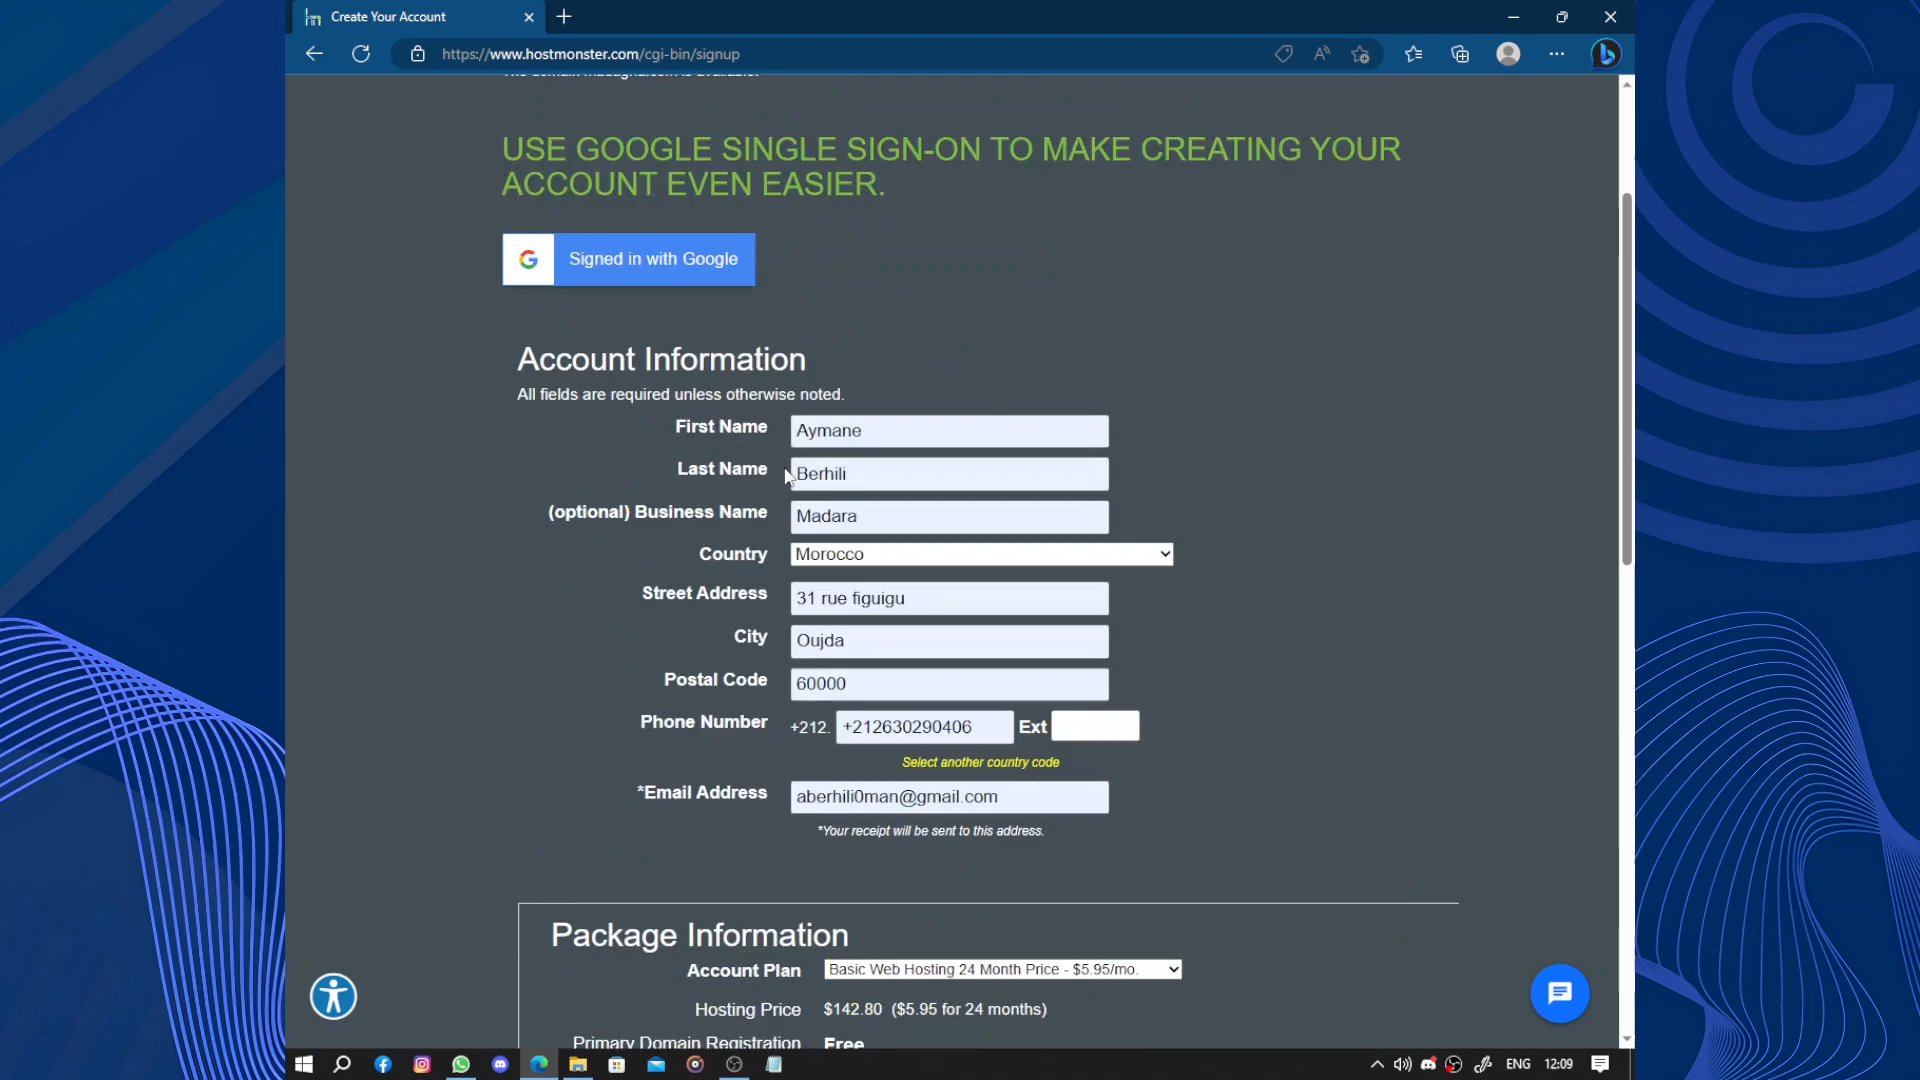 Create Your Account
https://www.hostmonster.com/cgi-bin/signup
USE GOOGLE SINGLE SIGN-ON TO MAKE CREATING YOUR
ACCOUNT EVEN EASIER.
Signed in with Google
Account Information
All fields are required unless otherwise noted.
First Name Aymane
Last Name Berhili
(optional) Business Name Madara
Country Morocco
Street Address 31 rue figuigu
City Oujda
Postal Code 60000
Phone Number +212. +212630290406 Ext
Select another country code
*Email Address aberhili0man@gmail.com
*Your receipt will be sent to this address.
Package Information
Account Plan Basic Web Hosting 24 Month Price - $5.95/mo.
Hosting Price $142.80 ($5.95 for 24 months)
Primary Domain Registration Free
ENG 12:09